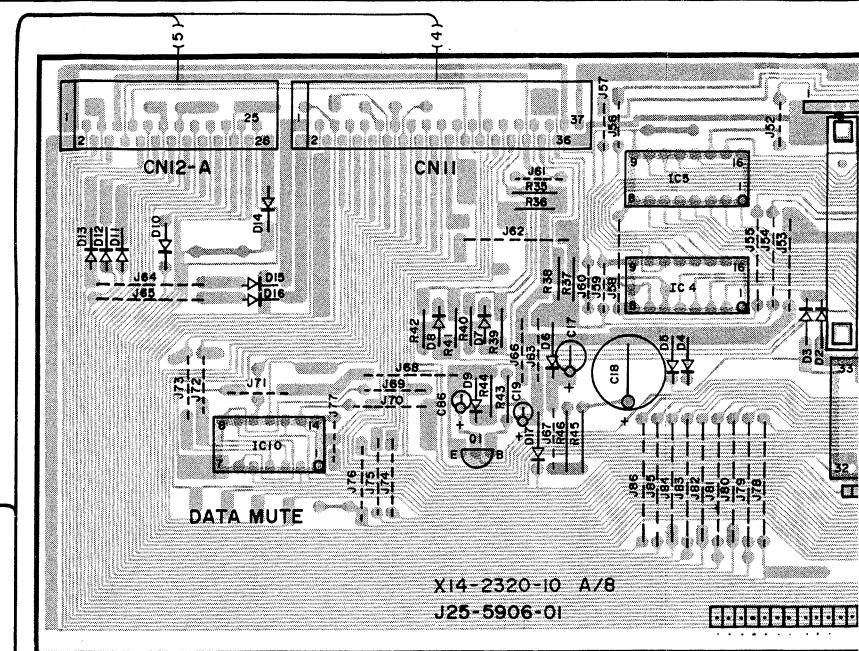 (5)
(4)
1
25
2
26
CN12-A
1
37
2
36
CN11
J57
J56
J52
J61
R35
R36
9
16
IC5
8
1
D14
D13
D12
D11
D10
J62
J55
J54
J53
J64
D15
J65
D16
R38
R37
J60
J59
J58
9
16
IC4
8
1
R42
D8
R41
R40
D7
R39
J66
J63
D6
C17
D5
D4
D3
D2
J73
J72
J71
J68
J69
J70
C86
D9
R44
R43
C19
C18
33
J77
8
14
IC10
7
1
Q1
E
B
D17
J67
R46
R45
32
J76
J75
J74
J86
J85
J84
J83
J82
J81
J80
J79
J78
DATA MUTE
X14-2320-10 A/8
J25-5906-01